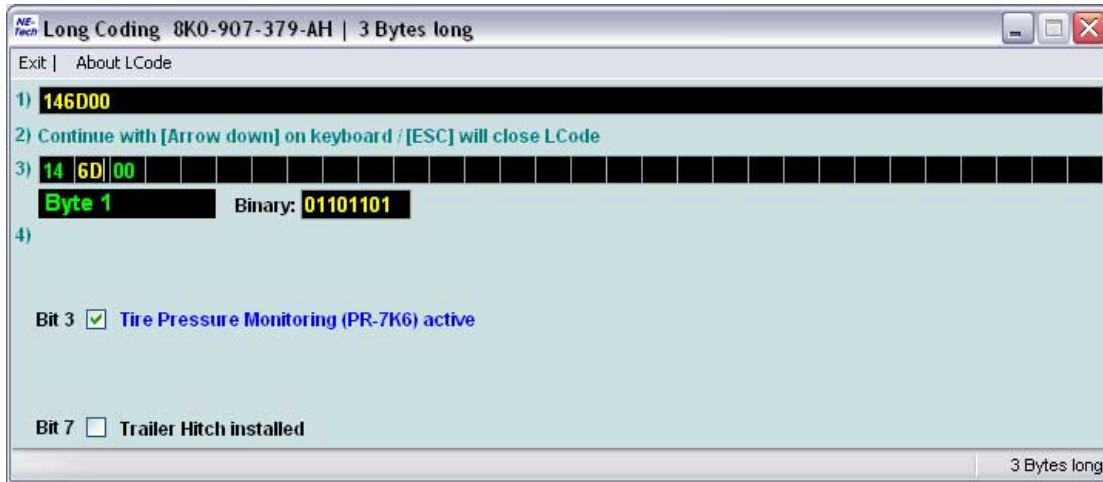 NE-Tech Long Coding 8K0-907-379-AH | 3 Bytes long
Exit | About LCode
1) 146D00
2) Continue with [Arrow down] on keyboard / [ESC] will close LCode
3) 14 6D 00
Byte 1 Binary: 01101101
4)
Bit 3 Tire Pressure Monitoring (PR-7K6) active
Bit 7 Trailer Hitch installed
3 Bytes long